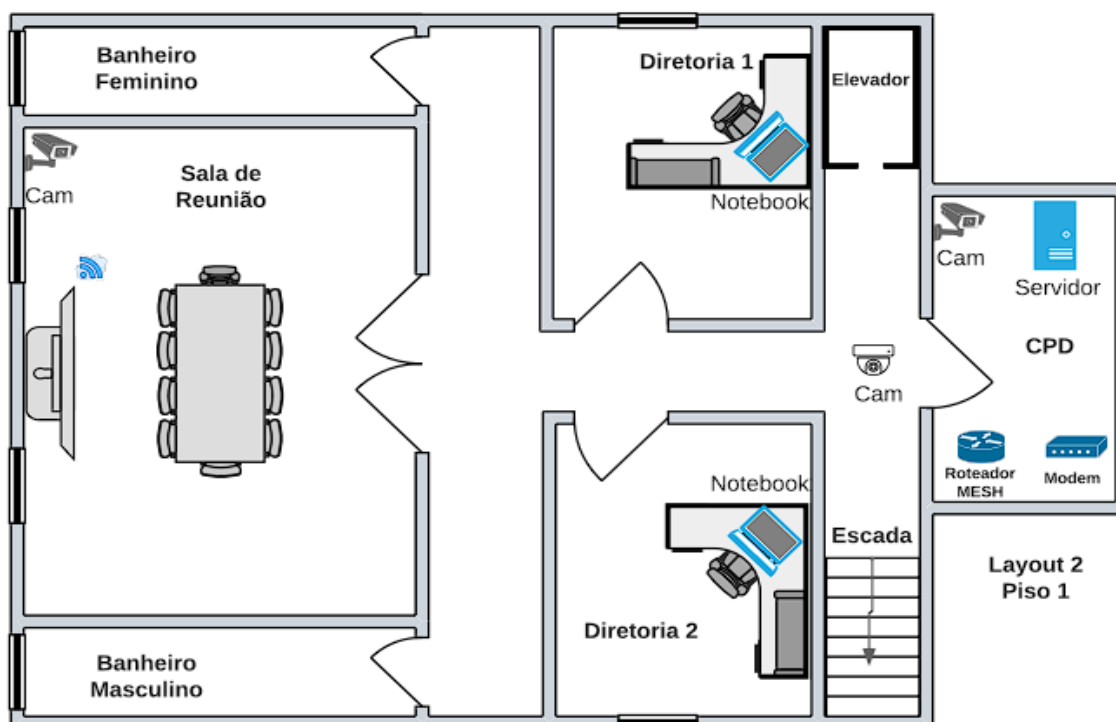 Banheiro
Feminino
Diretoria 1
Elevador
Notebook
Cam
Sala de
Reunião
Cam
Servidor
CPD
Cam
Roteador
MESH
Modem
Notebook
Escada
Diretoria 2
Layout 2
Piso 1
Banheiro
Masculino